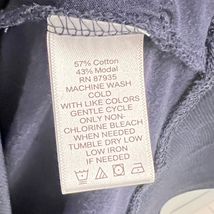 57% Cotton
43% Modal
RN 87935
MACHINE WASH
COLD
WITH LIKE COLORS
GENTLE CYCLE
ONLY NON-
CHLORINE BLEACH
WHEN NEEDED
TUMBLE DRY LOW
LOW IRON IF
NEEDED